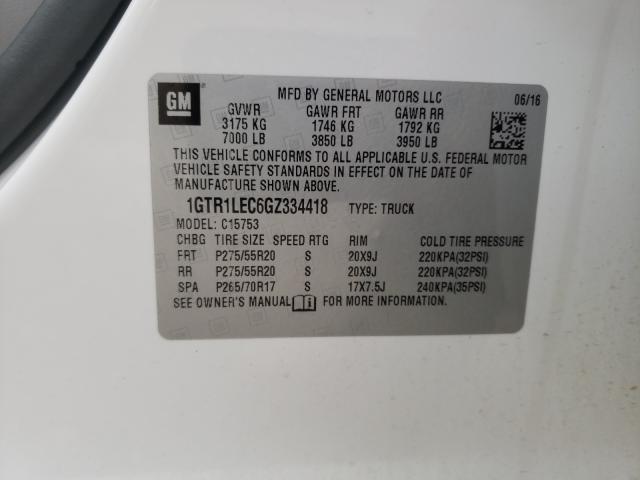 GM
MFD BY GENERAL MOTORS LLC 06/16
GVWR GAWR FRT GAWR RR
3175 KG 1746 KG 1792 KG
7000 LB 3850 LB 3950 LB
THIS VEHICLE CONFORMS TO ALL APPLICABLE U.S. FEDERAL MOTOR
VEHICLE SAFETY STANDARDS IN EFFECT ON THE DATE OF
MANUFACTURE SHOWN ABOVE.
1GTR1LEC6GZ334418 TYPE: TRUCK
MODEL: C15753
CHBG TIRE SIZE SPEED RTG RIM COLD TIRE PRESSURE
FRT P275/55R20 S 20X9J 220KPA(32PSI)
RR P275/55R20 S 20X9J 220KPA(32PSI)
SPA P265/70R17 S 17X7.5J 240KPA(35PSI)
SEE OWNER'S MANUAL FOR MORE INFORMATION.